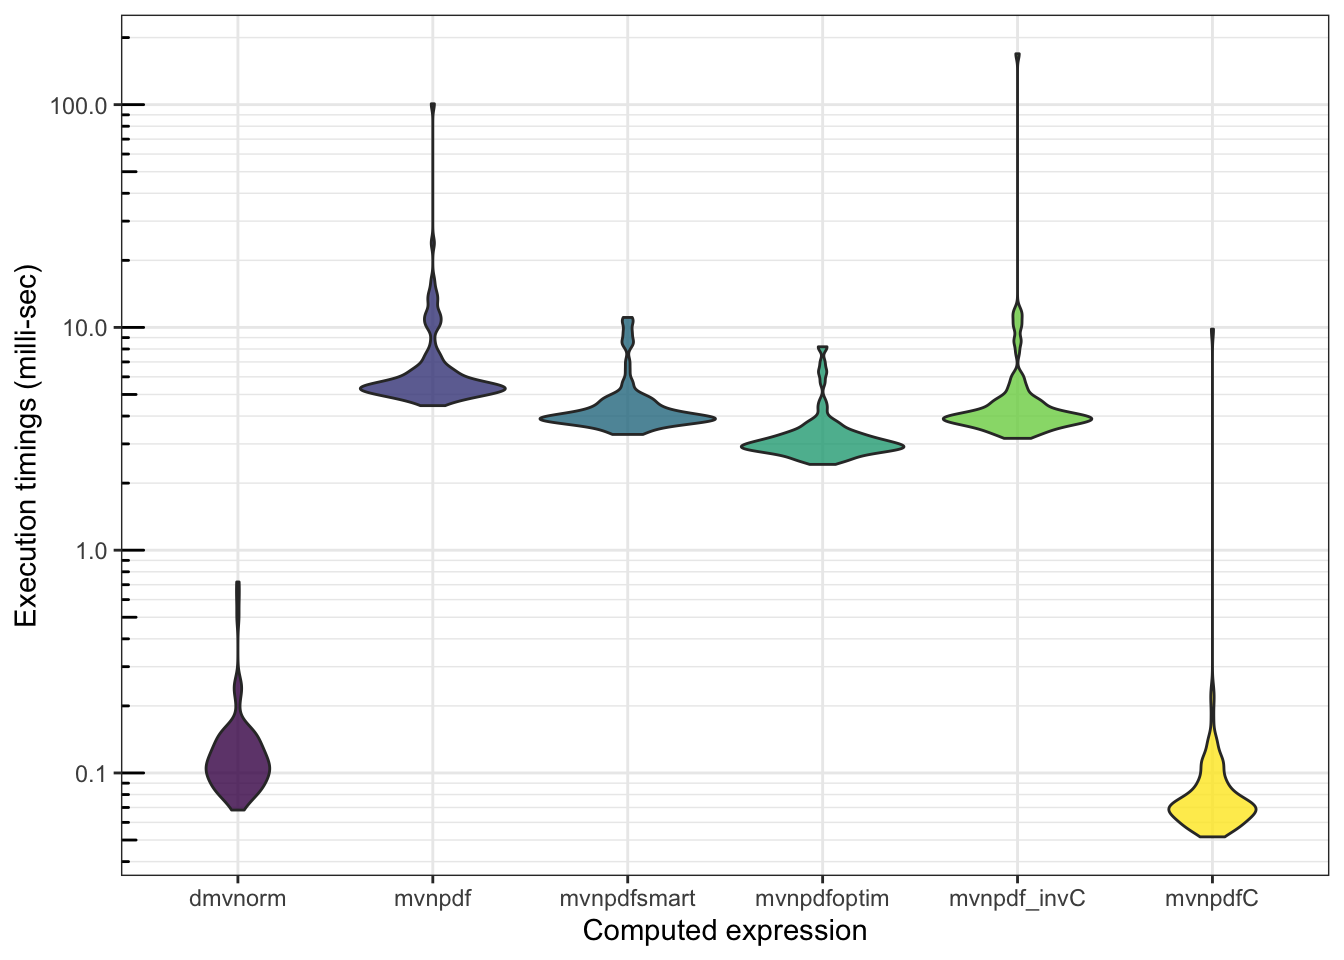 Execution timings (milli-sec)
100.0
10.0
1.0
0.1
dmvnorm mvnpdf mvnpdfsmart mvnpdfoptim mvnpdf_invC mvnpdfC
Computed expression